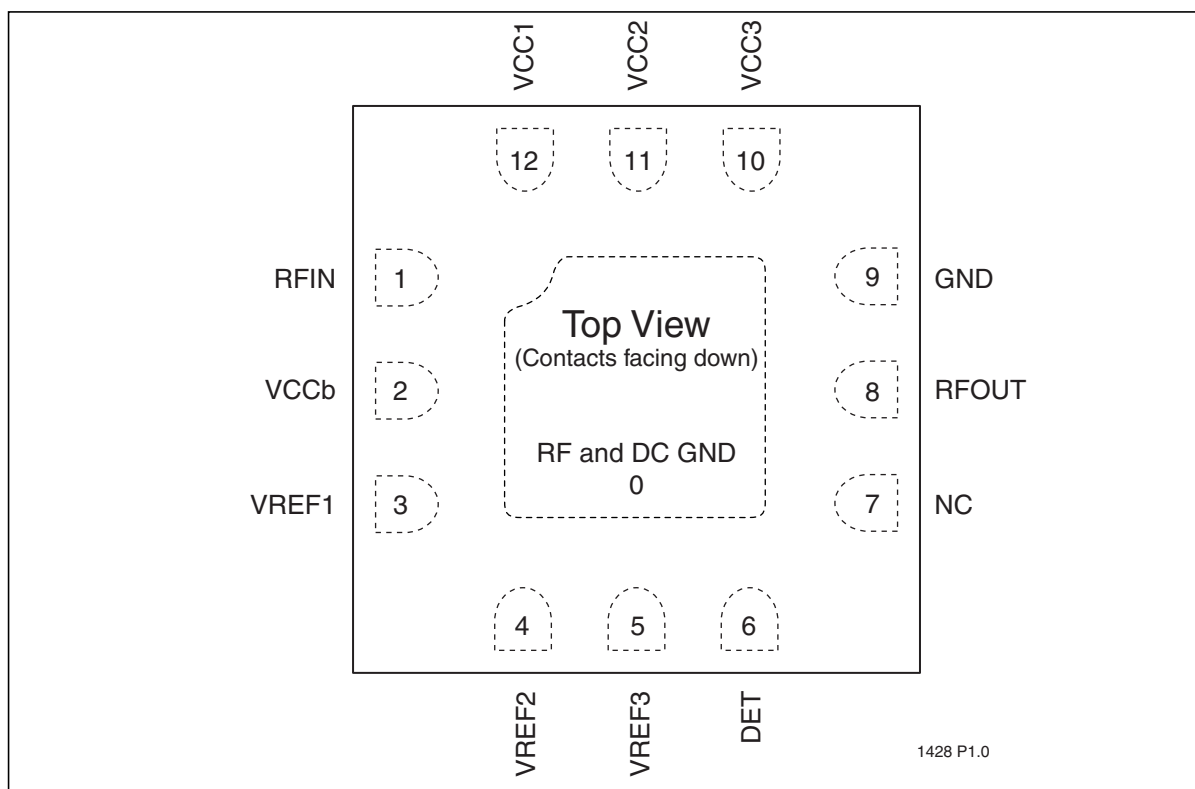 VCC1
VCC2
VCC3
12
11
10
RFIN
1
9
GND
Top View
(Contacts facing down)
VCCb
2
8
RFOUT
RF and DC GND
0
VREF1
3
7
NC
4
5
6
VREF2
VREF3
DET
1428 P1.0